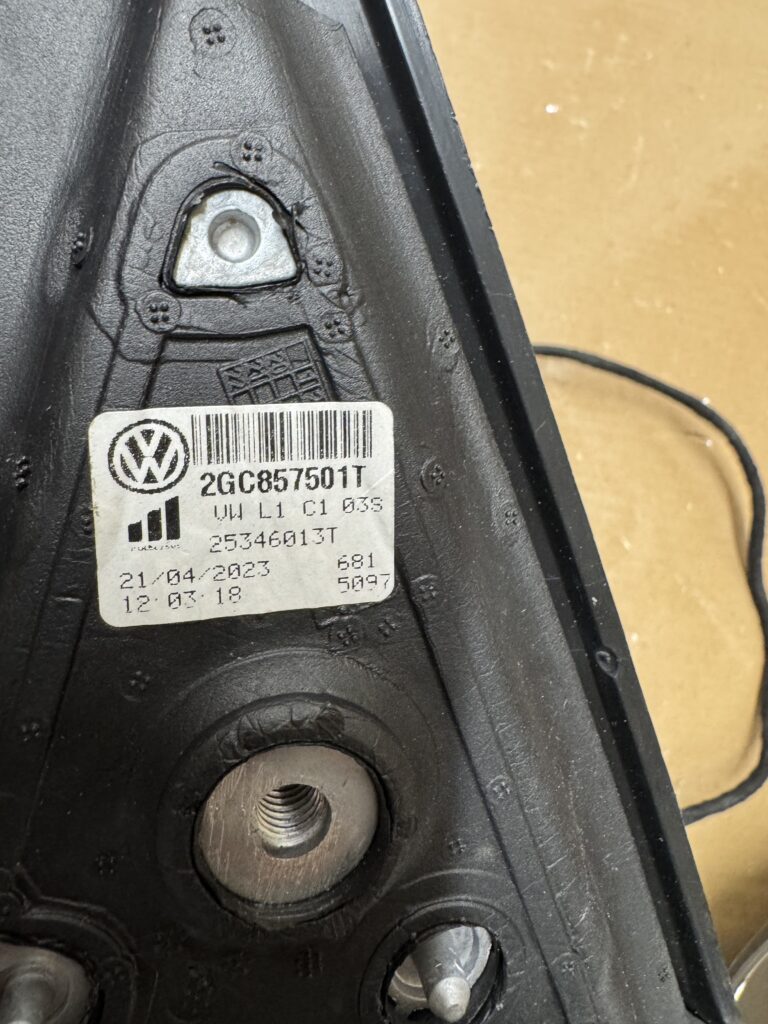 2GC857501T
VW L1 C1 03S
25346013T
21/04/2023 681
12:03:18 5097